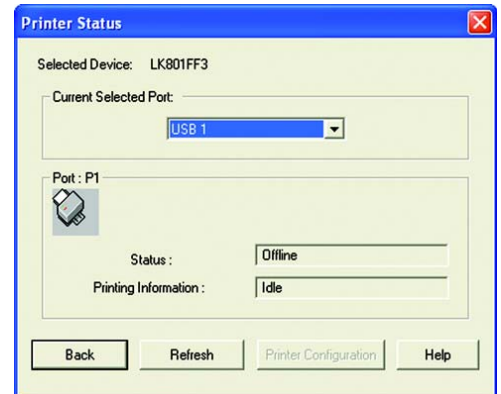 Printer Status
Selected Device: LK801FF3
Current Selected Port:
USB 1
Port : P1
Status : Offline
Printing Information : Idle
Back Refresh Printer Configuration Help